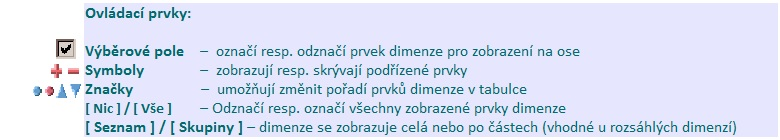 Ovládací prvky:
Výběrové pole – označí resp. odznačí prvek dimenze pro zobrazení na ose
Symboly – zobrazují resp. skrývají podřízené prvky
Značky – umožňují změnit pořadí prvků dimenze v tabulce
[ Nic ] / [ Vše ] – Odznačí resp. označí všechny zobrazené prvky dimenze
[ Seznam ] / [ Skupiny ] – dimenze se zobrazuje celá nebo po částech (vhodné u rozsáhlých dimenzí)